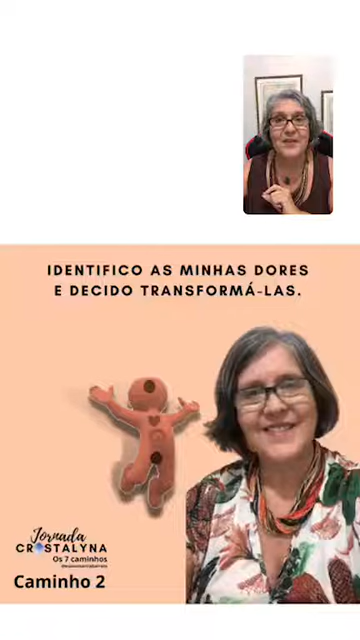 IDENTIFICO AS MINHAS DORES
E DECIDO TRANSFORMÁ-LAS.
Jornada
CRISTALYNA
Os 7 caminhos
Caminho 2